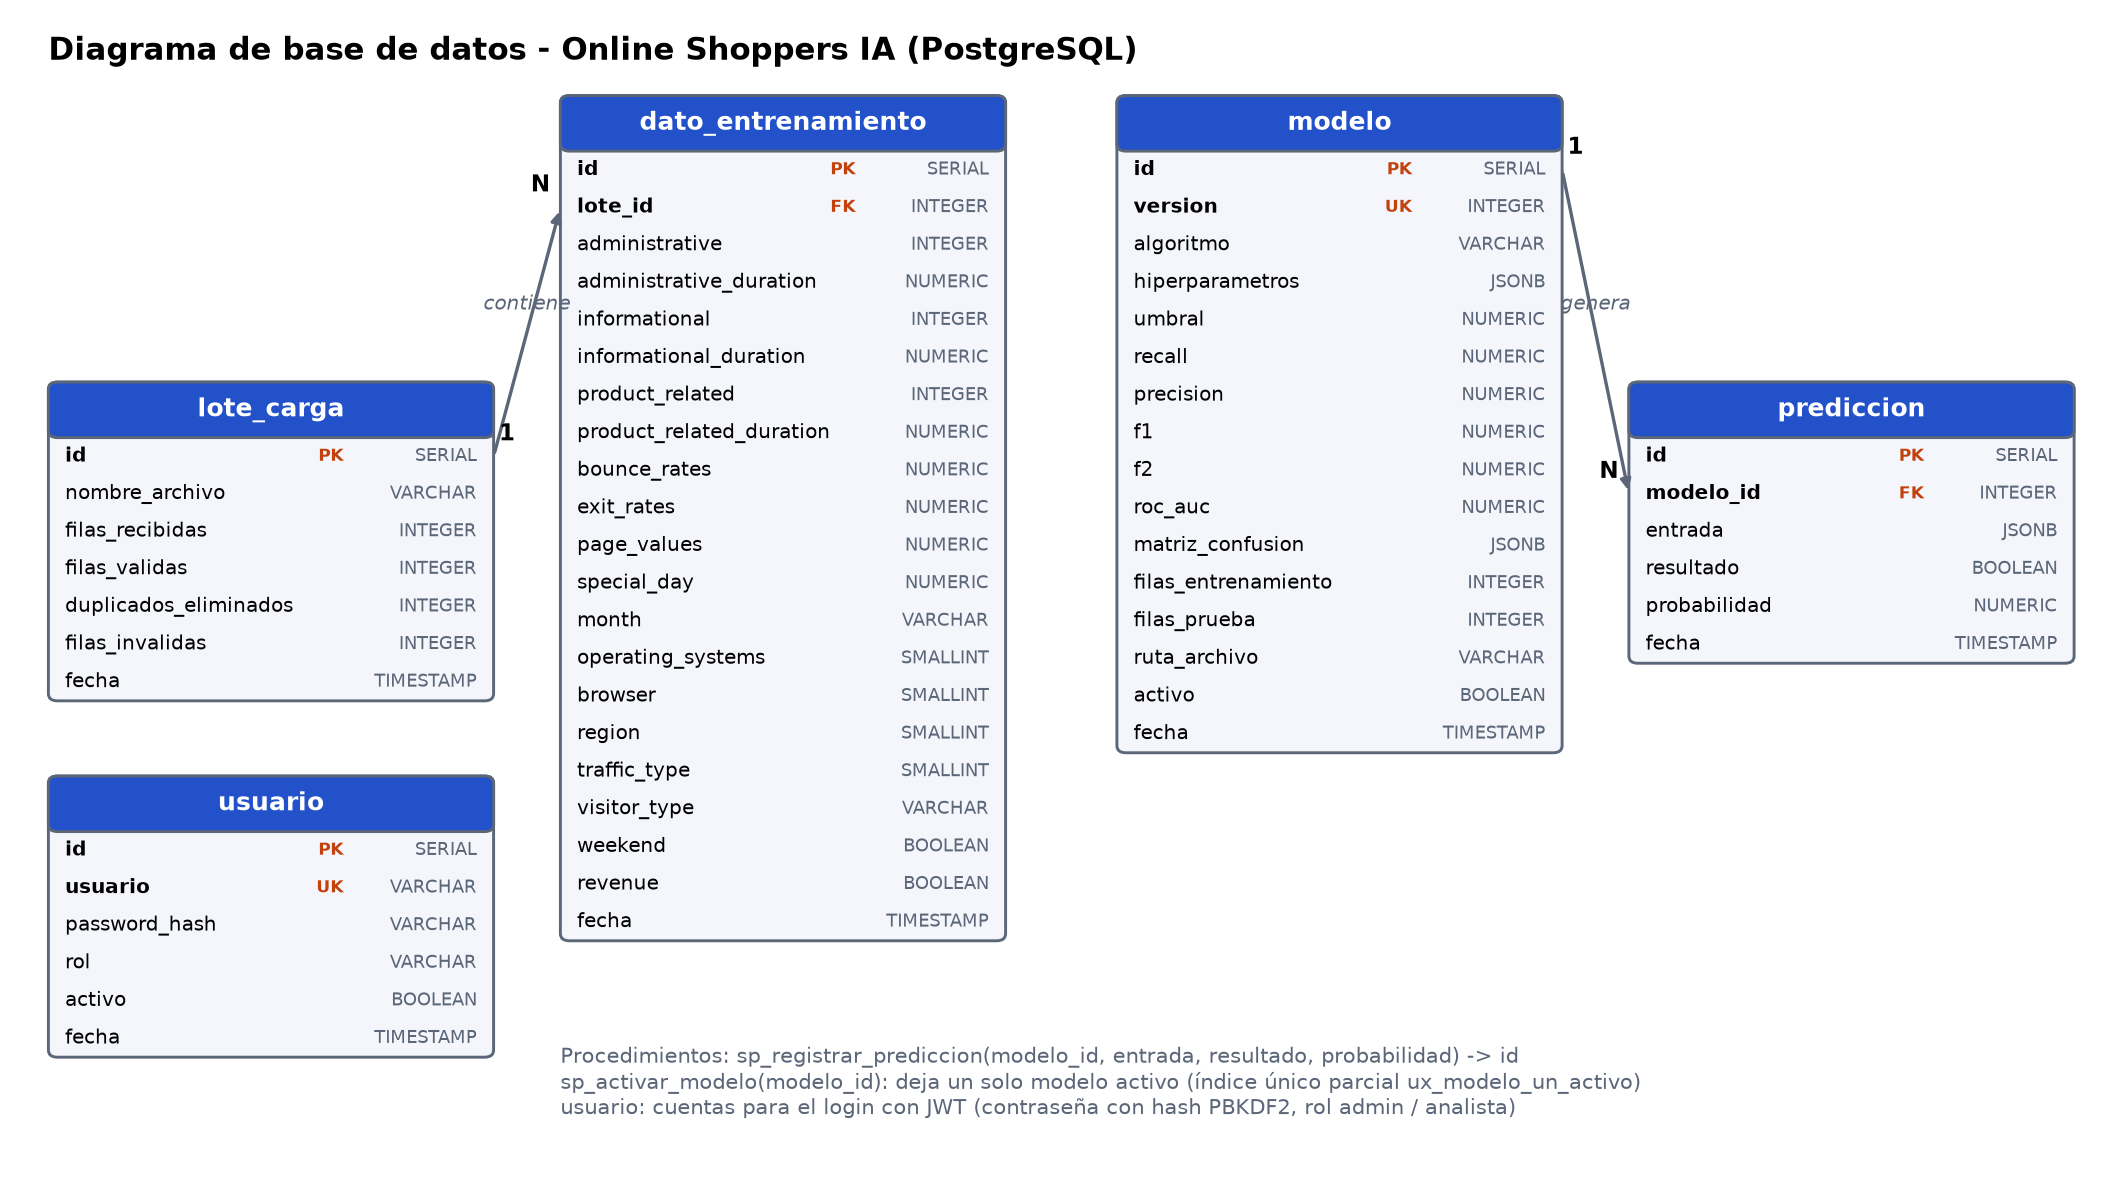 Diagrama de base de datos - Online Shoppers IA (PostgreSQL)
dato_entrenamiento
id PK SERIAL
lote_id FK INTEGER
administrative INTEGER
administrative_duration NUMERIC
informational INTEGER
informational_duration NUMERIC
product_related INTEGER
product_related_duration NUMERIC
bounce_rates NUMERIC
exit_rates NUMERIC
page_values NUMERIC
special_day NUMERIC
month VARCHAR
operating_systems SMALLINT
browser SMALLINT
region SMALLINT
traffic_type SMALLINT
visitor_type VARCHAR
weekend BOOLEAN
revenue BOOLEAN
fecha TIMESTAMP
modelo
id PK SERIAL
version UK INTEGER
algoritmo VARCHAR
hiperparametros JSONB
umbral NUMERIC
recall NUMERIC
precision NUMERIC
f1 NUMERIC
f2 NUMERIC
roc_auc NUMERIC
matriz_confusion JSONB
filas_entrenamiento INTEGER
filas_prueba INTEGER
ruta_archivo VARCHAR
activo BOOLEAN
fecha TIMESTAMP
N
contiene
1
1
genera
N
lote_carga
id PK SERIAL
nombre_archivo VARCHAR
filas_recibidas INTEGER
filas_validas INTEGER
duplicados_eliminados INTEGER
filas_invalidas INTEGER
fecha TIMESTAMP
prediccion
id PK SERIAL
modelo_id FK INTEGER
entrada JSONB
resultado BOOLEAN
probabilidad NUMERIC
fecha TIMESTAMP
usuario
id PK SERIAL
usuario UK VARCHAR
password_hash VARCHAR
rol VARCHAR
activo BOOLEAN
fecha TIMESTAMP
Procedimientos: sp_registrar_prediccion(modelo_id, entrada, resultado, probabilidad) -> id
sp_activar_modelo(modelo_id): deja un solo modelo activo (índice único parcial ux_modelo_un_activo)
usuario: cuentas para el login con JWT (contraseña con hash PBKDF2, rol admin / analista)